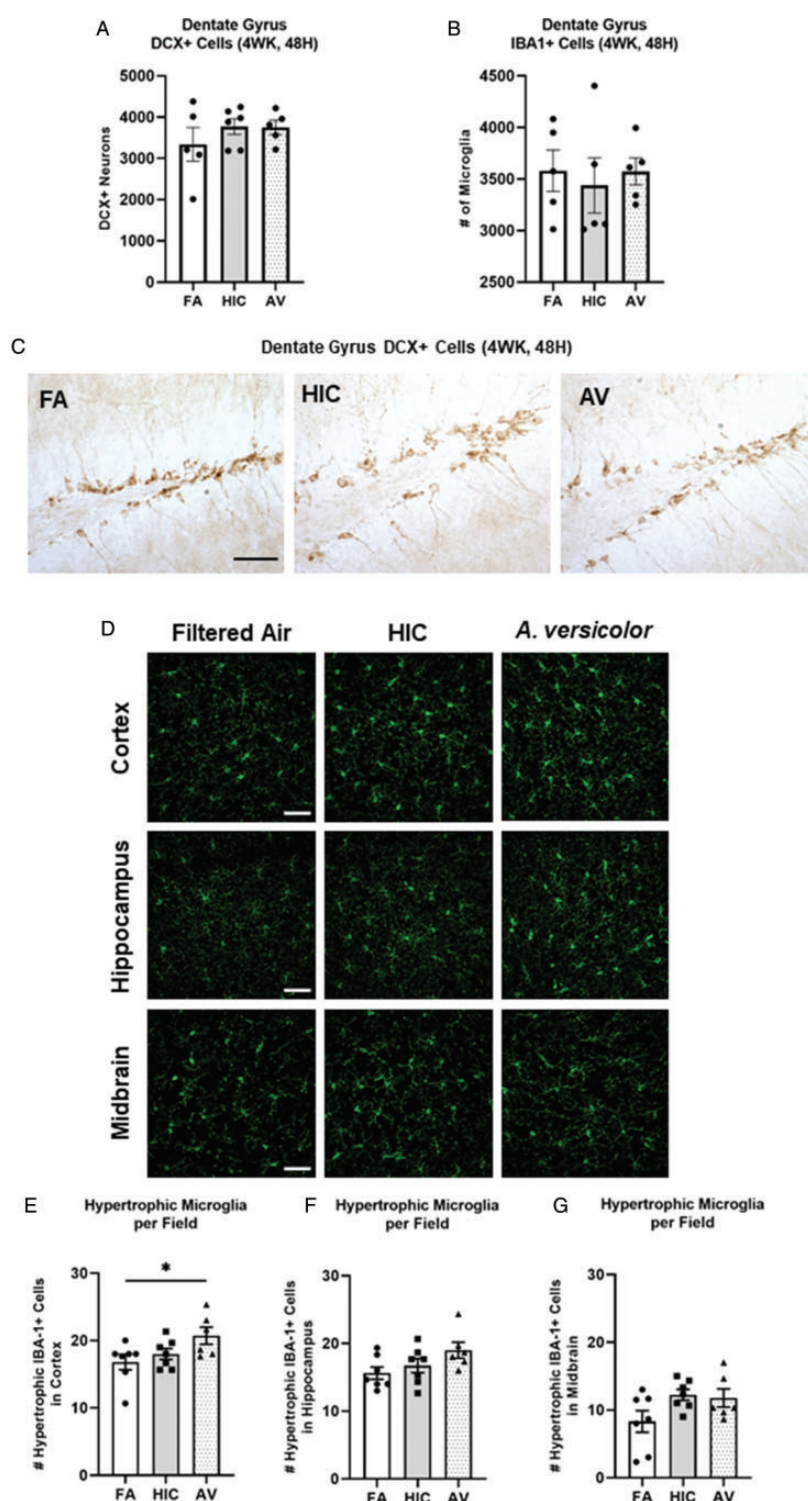 A
Dentate Gyrus
DCX+ Cells (4WK, 48H)
DCX+ Neurons
5000
4000
3000
2000
1000
0
FA HIC AV
B
Dentate Gyrus
IBA1+ Cells (4WK, 48H)
# of Microglia
4500
4000
3500
3000
2500
FA HIC AV
C
Dentate Gyrus DCX+ Cells (4WK, 48H)
FA
HIC
AV
D
Filtered Air
HIC
A. versicolor
Cortex
Hippocampus
Midbrain
E
Hypertrophic Microglia
per Field
# Hypertrophic IBA-1+ Cells
in Cortex
30
20
10
0
*
FA HIC AV
F
Hypertrophic Microglia
per Field
# Hypertrophic IBA-1+ Cells
in Hippocampus
30
20
10
0
FA HIC AV
G
Hypertrophic Microglia
per Field
# Hypertrophic IBA-1+ Cells
in Midbrain
30
20
10
0
FA HIC AV